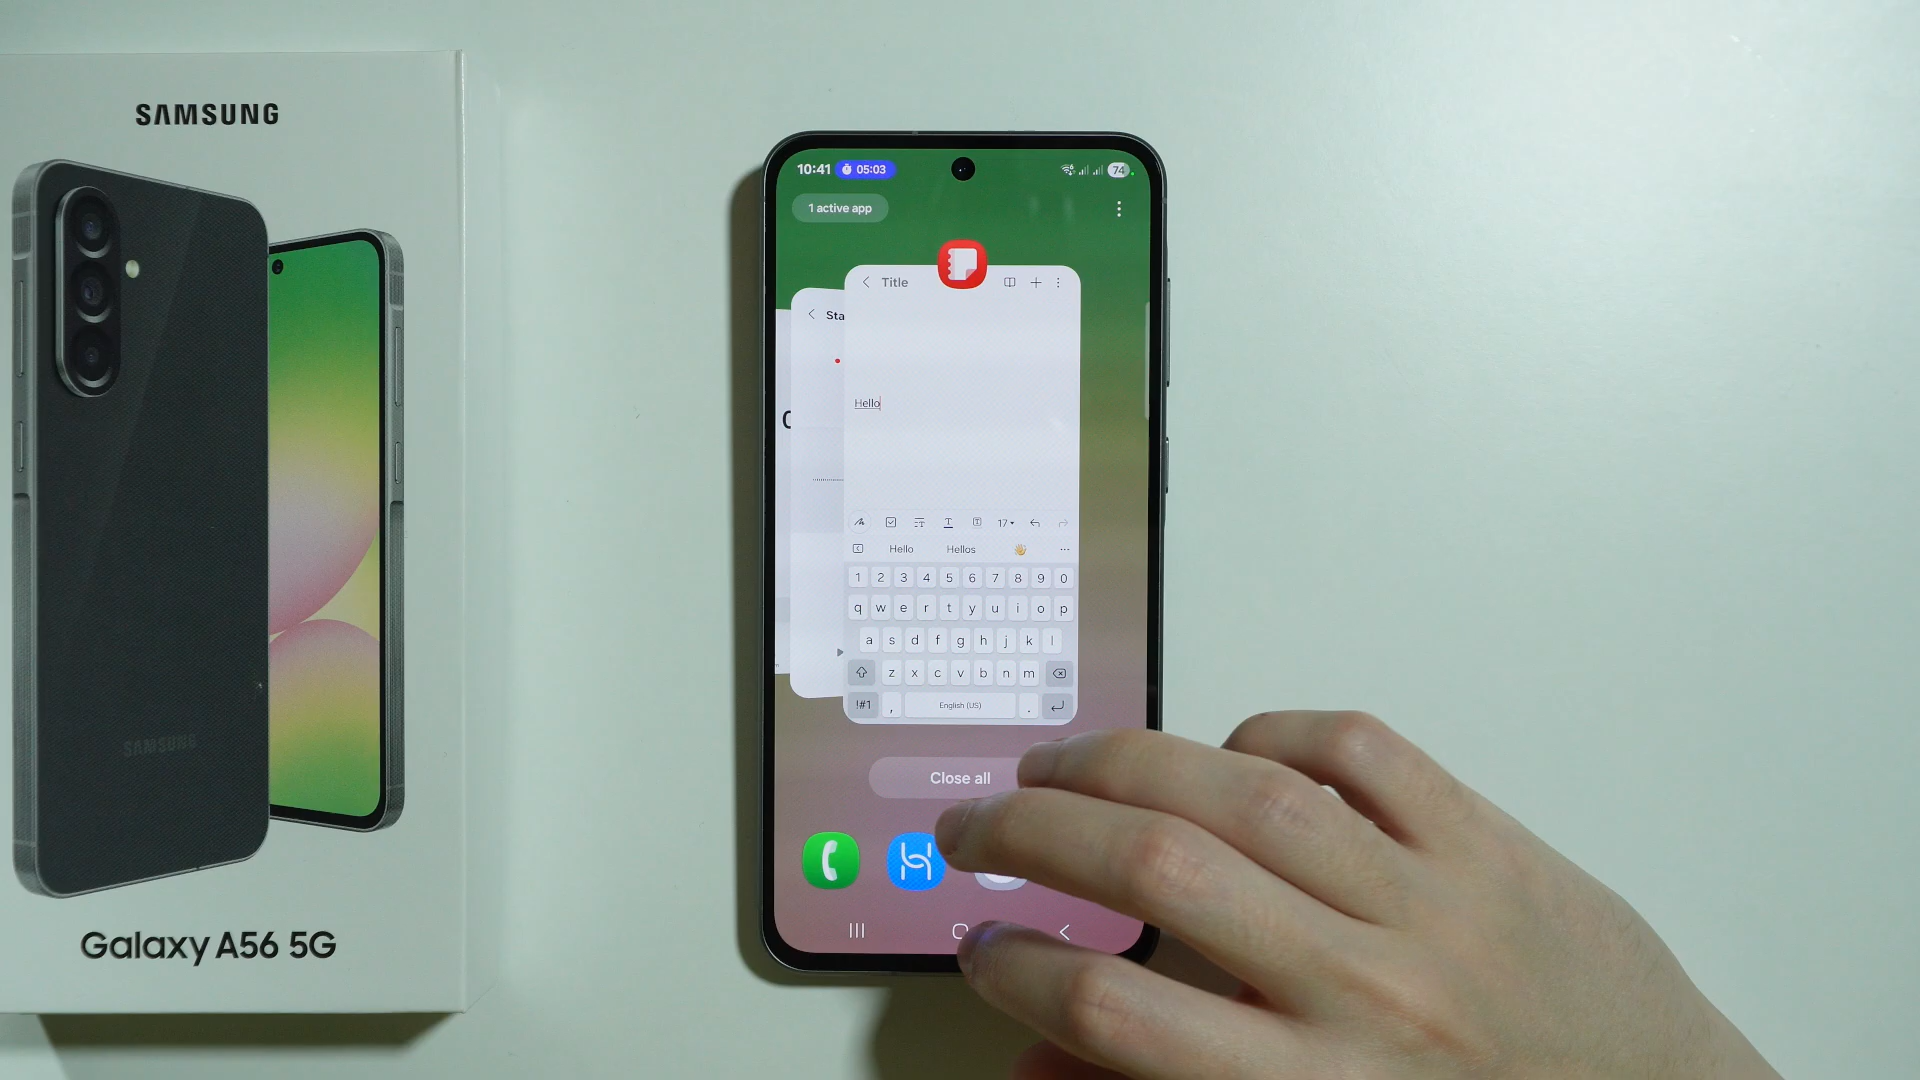 SAMSUNG
SAMSUNG
Galaxy A56 5G
10:41 05:03 74
1 active app
Title
Sta
Hello
17
Hello Hellos 👋 ...
1 2 3 4 5 6 7 8 9 0
q w e r t y u i o p
a s d f g h j k l
z x c v b n m
!#1 , English (US) .
Close all